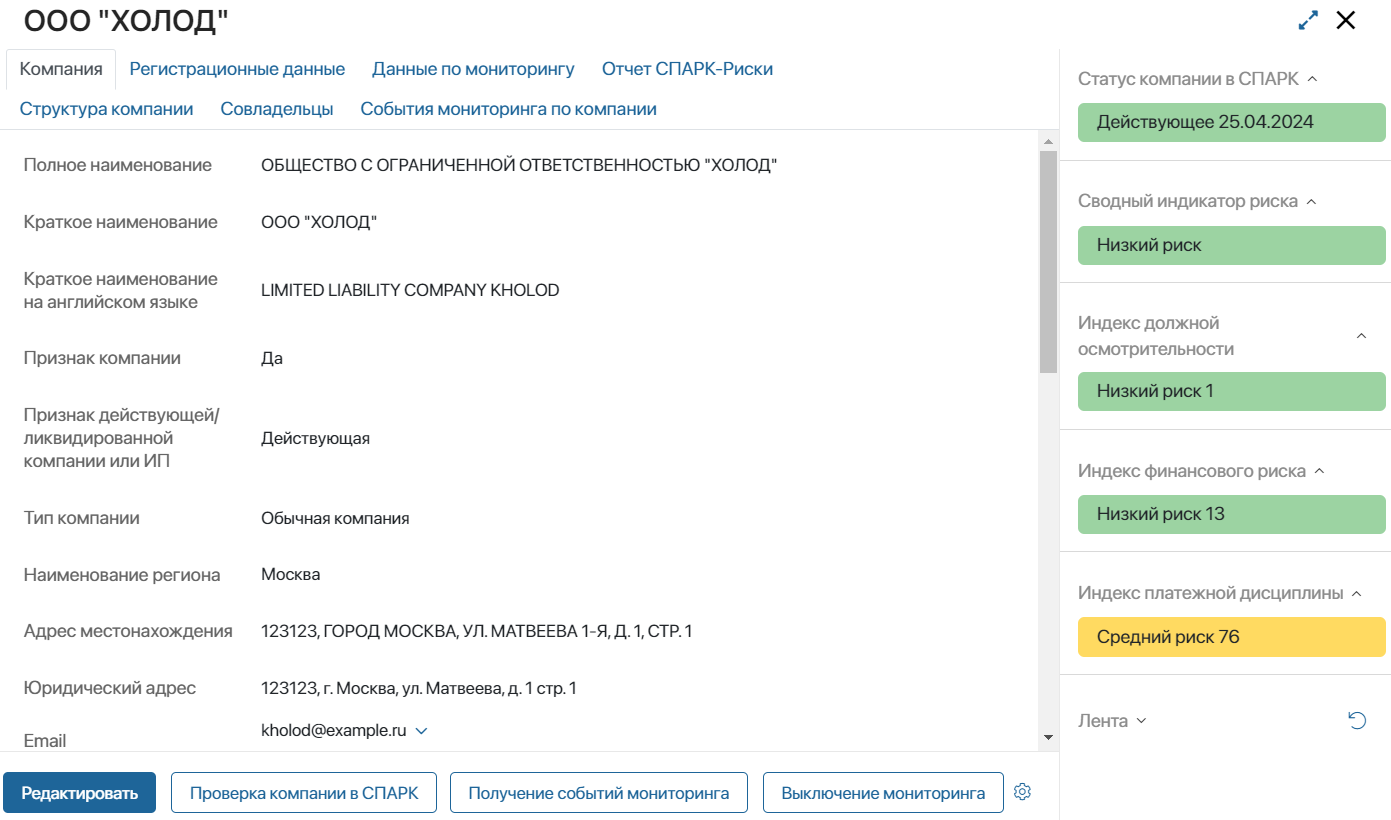 ООО "ХОЛОД"
Компания Регистрационные данные Данные по мониторингу Отчет СПАРК-Риски
Структура компании Совладельцы События мониторинга по компании
Полное наименование ОБЩЕСТВО С ОГРАНИЧЕННОЙ ОТВЕТСТВЕННОСТЬЮ "ХОЛОД"
Краткое наименование ООО "ХОЛОД"
Краткое наименование
на английском языке LIMITED LIABILITY COMPANY KHOLOD
Признак компании Да
Признак действующей/
ликвидированной Действующая
компании или ИП
Тип компании Обычная компания
Наименование региона Москва
Адрес местонахождения 123123, ГОРОД МОСКВА, УЛ. МАТВЕЕВА 1-Я, Д. 1, СТР. 1
Юридический адрес 123123, г. Москва, ул. Матвеева, д. 1 стр. 1
Email kholod@example.ru
Редактировать Проверка компании в СПАРК Получение событий мониторинга Выключение мониторинга
Статус компании в СПАРК
Действующее 25.04.2024
Сводный индикатор риска
Низкий риск
Индекс должной
осмотрительности
Низкий риск 1
Индекс финансового риска
Низкий риск 13
Индекс платежной дисциплины
Средний риск 76
Лента